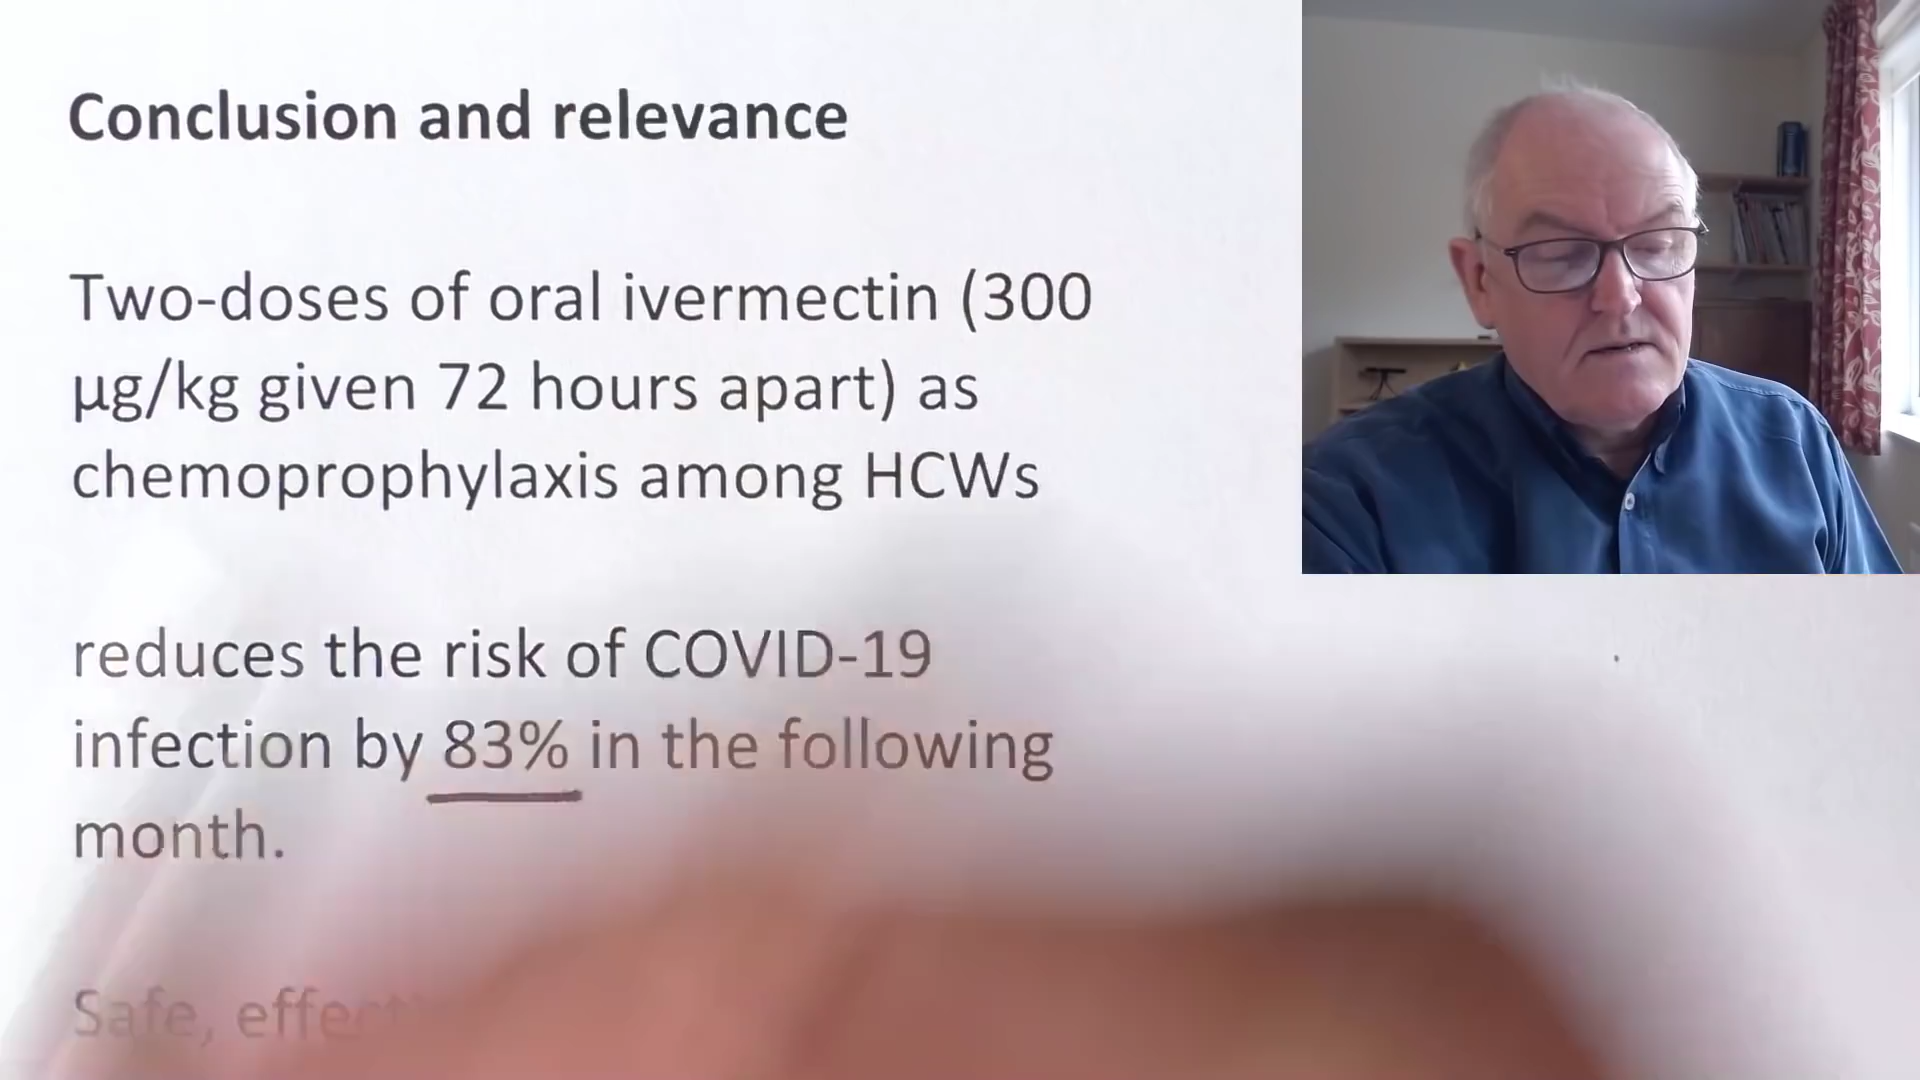 Conclusion and relevance
Two-doses of oral ivermectin (300
µg/kg given 72 hours apart) as
chemoprophylaxis among HCWs
reduces the risk of COVID-19
infection by 83% in the following
month.
Safe,